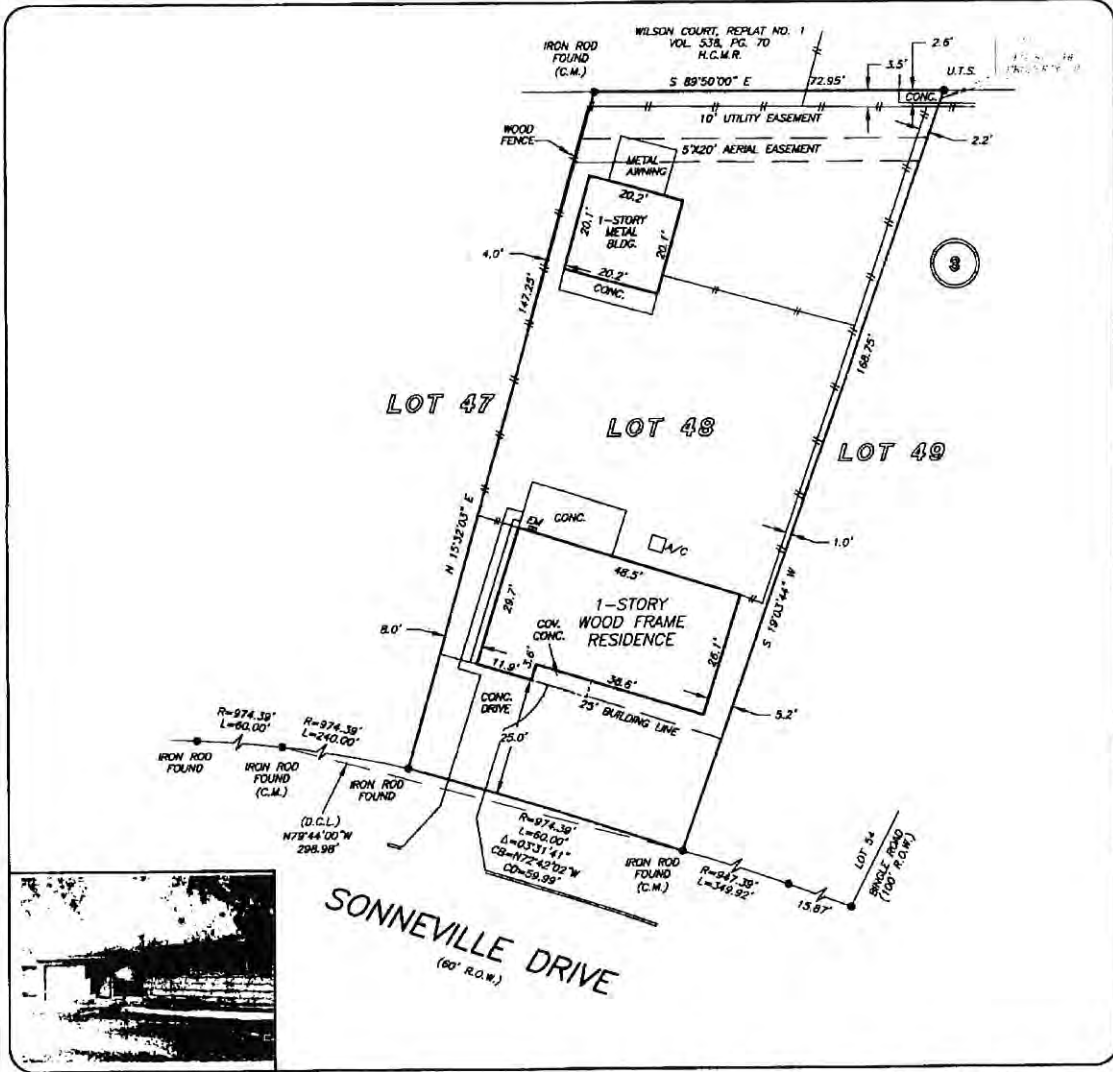 WILSON COURT, REPLAT NO. 1
VOL. 538, PG. 70
H.C.M.R.
IRON ROD
FOUND
(C.M.)
S 89°50'00" E
72.95'
3.5'
2.6'
U.T.S.
CONC.
10' UTILITY EASEMENT
2.2'
5'X20' AERIAL EASEMENT
WOOD
FENCE
METAL
AWNING
20.2'
20.1'
1-STORY
METAL
BLDG.
20.1'
20.2'
CONC.
4.0'
147.25'
168.75'
LOT 47
LOT 48
LOT 49
N 15°32'03" E
EM
CONC.
A/C
1.0'
48.5'
S 19°03'44" W
29.7'
1-STORY
WOOD FRAME
RESIDENCE
COV.
CONC.
26.1'
8.0'
11.9'
3.6'
38.6'
25' BUILDING LINE
5.2'
CONC.
DRIVE
25.0'
R=974.39'
L=60.00'
R=974.39'
L=240.00'
IRON ROD
FOUND
IRON ROD
FOUND
(C.M.)
IRON ROD
FOUND
(D.C.L.)
N79°44'00"W
298.98'
R=974.39'
L=60.00'
Δ=03°31'41"
CB=N72°42'02"W
CD=59.99'
IRON ROD
FOUND
(C.M.)
R=947.39'
L=349.92'
15.87'
LOT 54
BINGLE ROAD
(100' R.O.W.)
SONNEVILLE DRIVE
(60' R.O.W.)